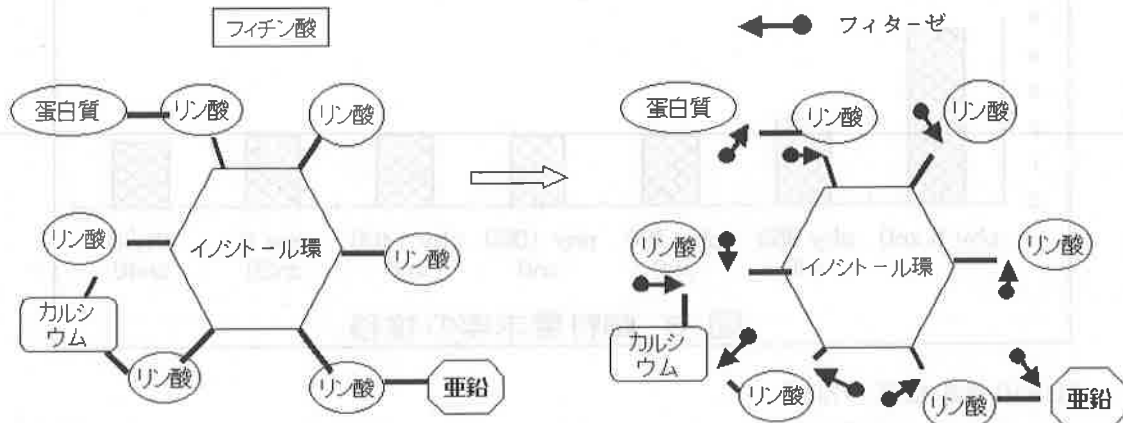 フィチン酸
フィターゼ
蛋白質
リン酸
リン酸
リン酸
イノシトール環
リン酸
カルシ
ウム
リン酸
リン酸
亜鉛
蛋白質
リン酸
リン酸
リン酸
イノシトール環
リン酸
カルシ
ウム
リン酸
リン酸
亜鉛